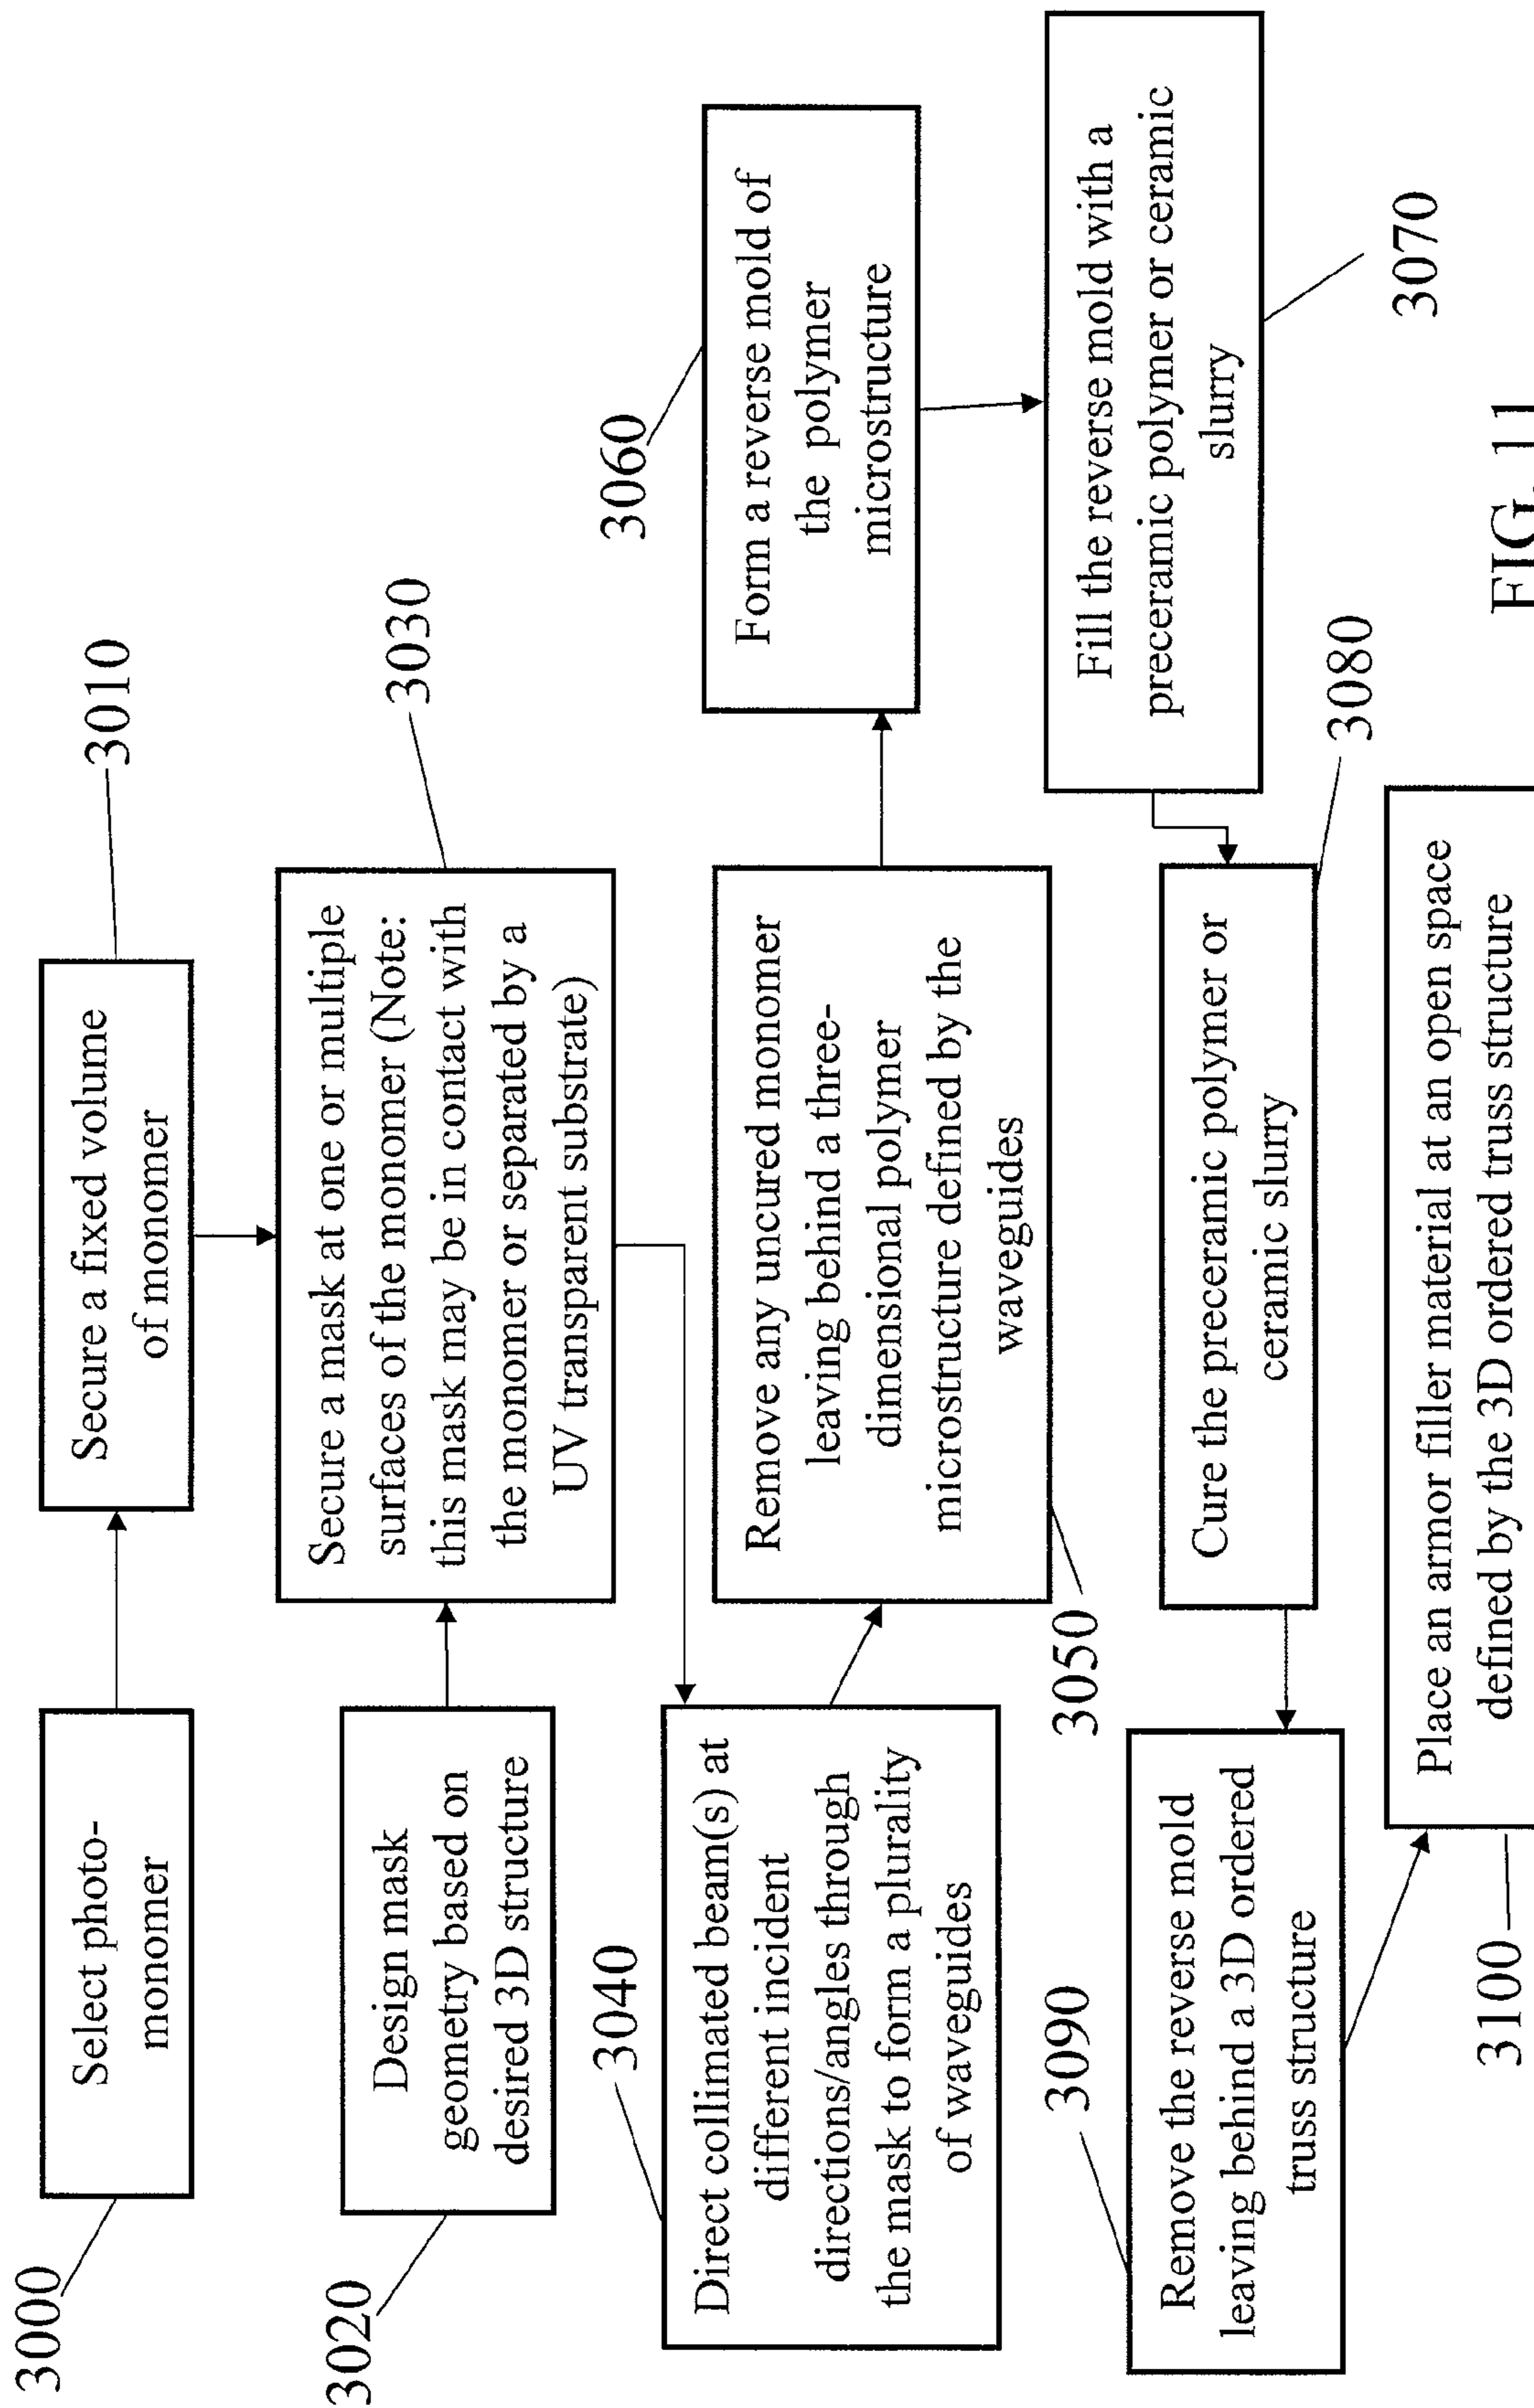 3000
Select photo-
monomer
3010
Secure a fixed volume
of monomer
3020
Design mask
geometry based on
desired 3D structure
3030
Secure a mask at one or multiple
surfaces of the monomer (Note:
this mask may be in contact with
the monomer or separated by a
UV transparent substrate)
3040
Direct collimated beam(s) at
different incident
directions/angles through
the mask to form a plurality
of waveguides
3050
Remove any uncured monomer
leaving behind a three-
dimensional polymer
microstructure defined by the
waveguides
3060
Form a reverse mold of
the polymer
microstructure
3070
Fill the reverse mold with a
preceramic polymer or ceramic
slurry
3080
Cure the preceramic polymer or
ceramic slurry
3090
Remove the reverse mold
leaving behind a 3D ordered
truss structure
3100
Place an armor filler material at an open space
defined by the 3D ordered truss structure
FIG. 11